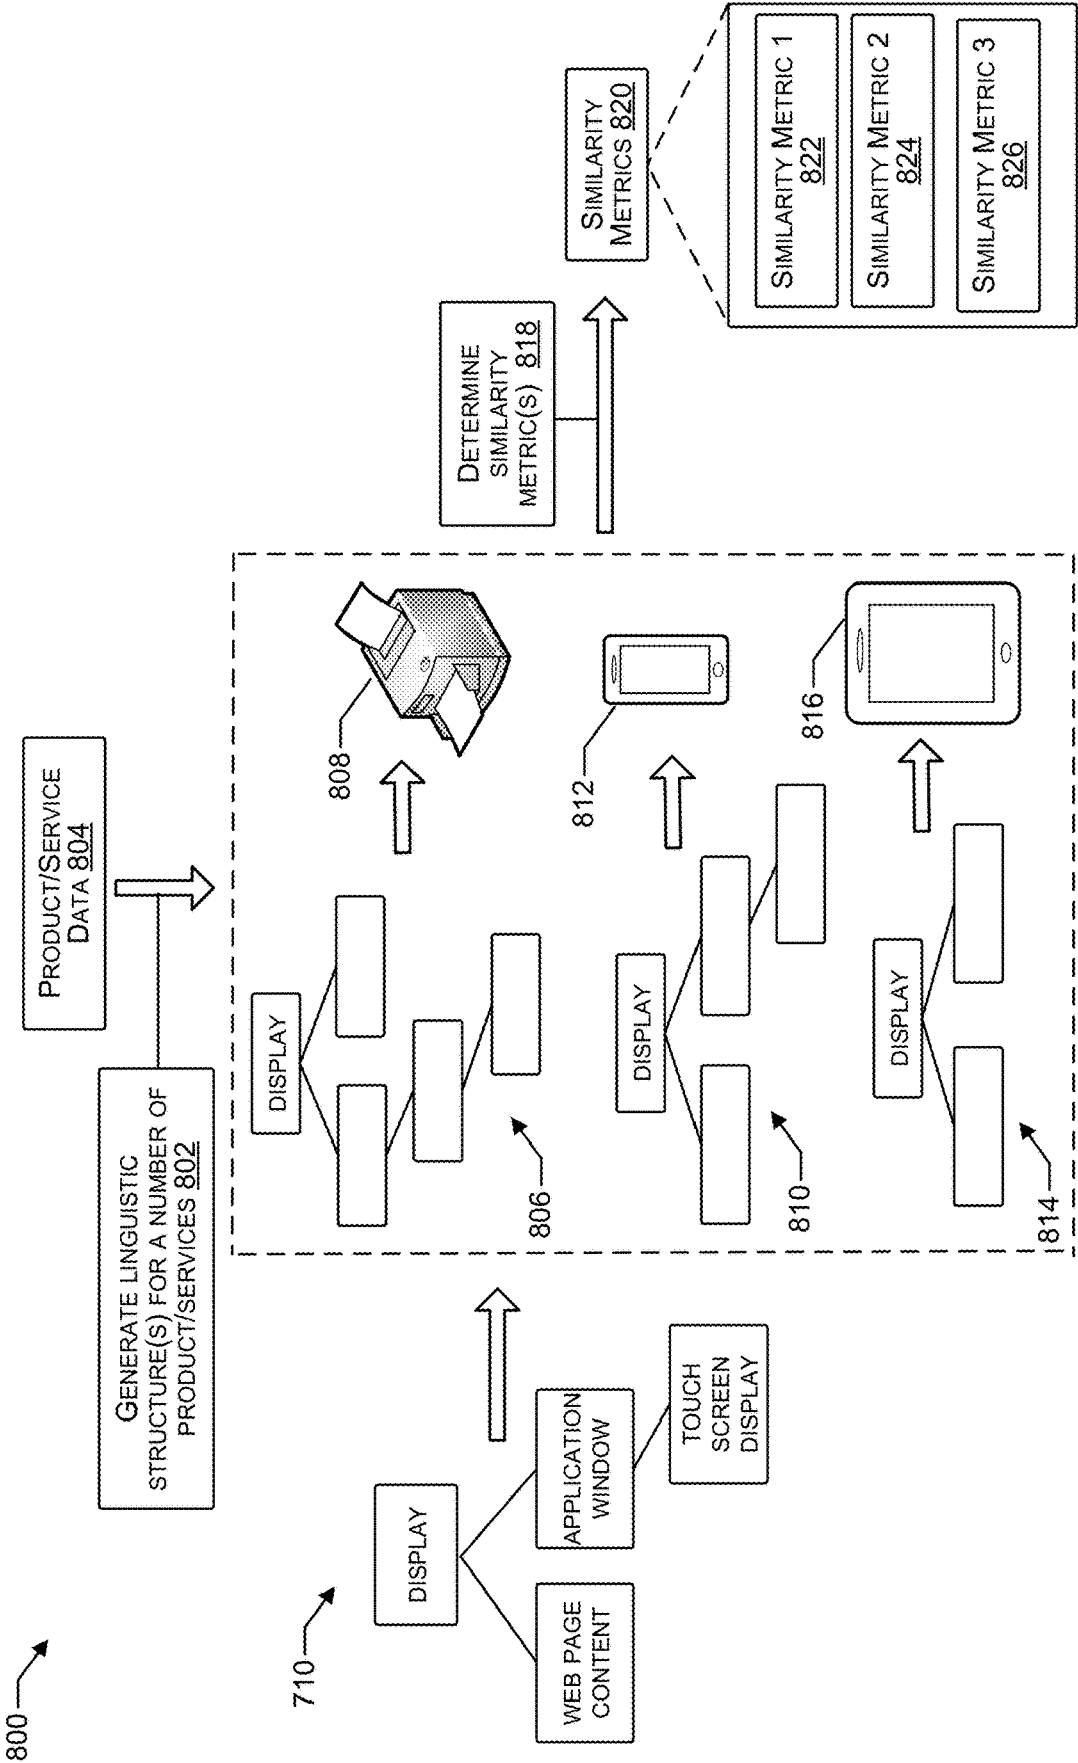 800
GENERATE LINGUISTIC
STRUCTURE(S) FOR A NUMBER OF
PRODUCT/SERVICES 802
PRODUCT/SERVICE
DATA 804
710
DISPLAY
WEB PAGE
CONTENT
APPLICATION
WINDOW
TOUCH
SCREEN
DISPLAY
DISPLAY
806
808
DISPLAY
810
812
DISPLAY
814
816
DETERMINE
SIMILARITY
METRIC(S) 818
SIMILARITY
METRICS 820
SIMILARITY METRIC 1
822
SIMILARITY METRIC 2
824
SIMILARITY METRIC 3
826